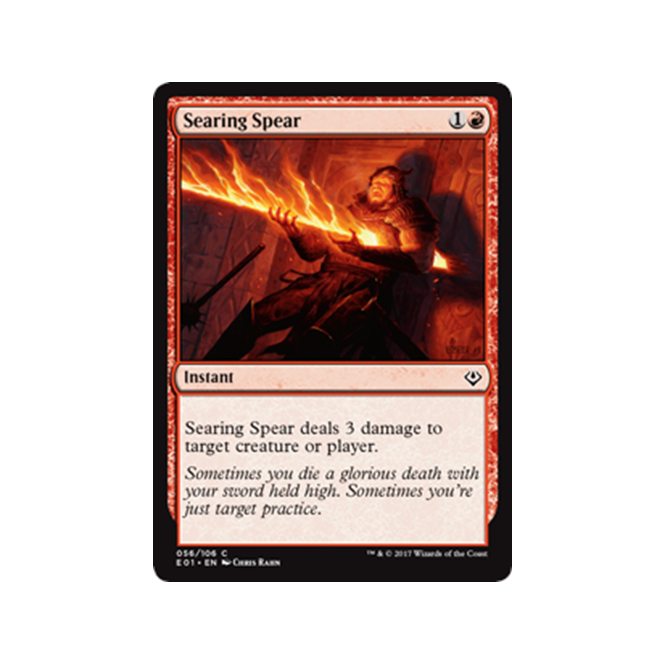 Searing Spear 1
Instant
Searing Spear deals 3 damage to
target creature or player.
Sometimes you die a glorious death with
your sword held high. Sometimes you're
just target practice.
056/106 C
™ & © 2017 Wizards of the Coast
E01 • EN Chris Rahn